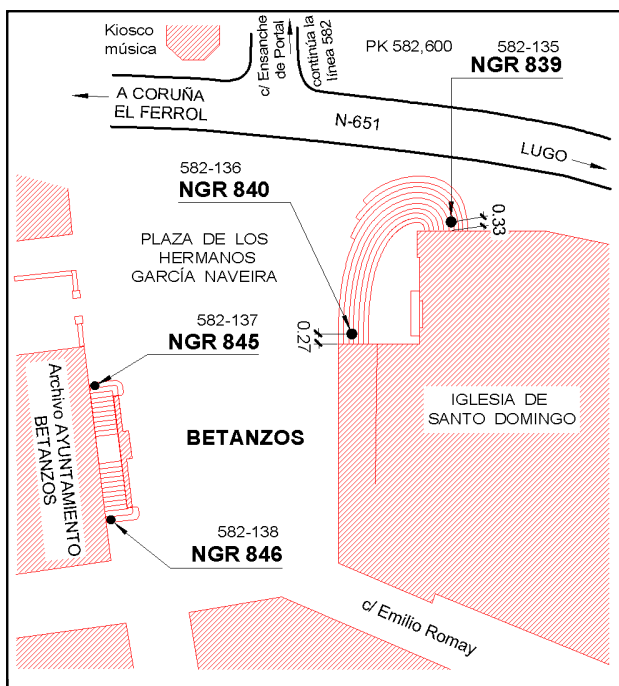 Kiosco
música
c/ Ensanche
de Portal
continúa la
línea 582
PK 582,600
582-135
NGR 839
A CORUÑA
EL FERROL
N-651
LUGO
582-136
NGR 840
0.33
PLAZA DE LOS
HERMANOS
GARCÍA NAVEIRA
582-137
NGR 845
0.27
Archivo AYUNTAMIENTO
BETANZOS
IGLESIA DE
SANTO DOMINGO
BETANZOS
582-138
NGR 846
c/ Emilio Romay